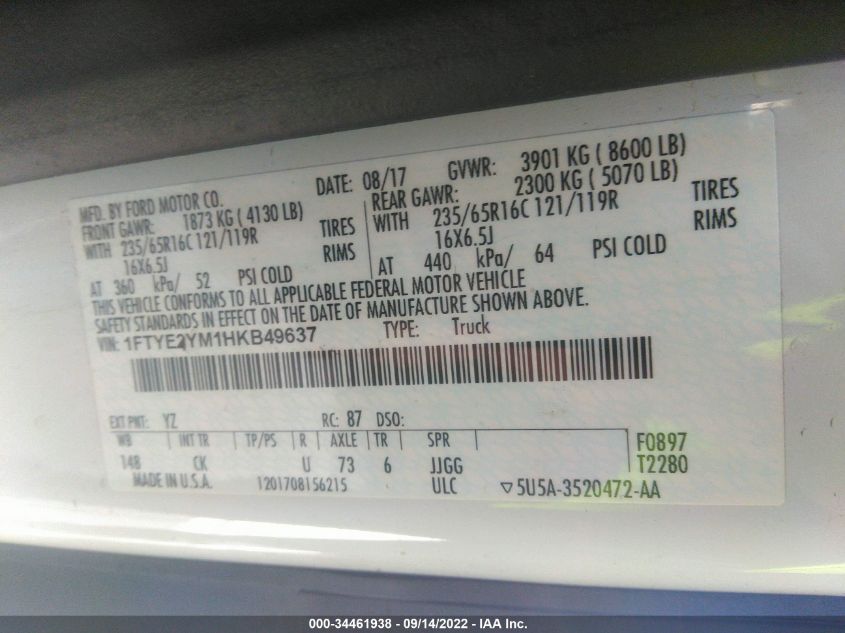 MFD. BY FORD MOTOR CO.
DATE: 08/17
GVWR: 3901 KG ( 8600 LB)
FRONT GAWR: 1873 KG ( 4130 LB)
REAR GAWR: 2300 KG ( 5070 LB)
WITH 235/65R16C 121/119R TIRES
WITH 235/65R16C 121/119R TIRES
16X6.5J RIMS
16X6.5J RIMS
AT 360 kPa/ 52 PSI COLD
AT 440 kPa/ 64 PSI COLD
THIS VEHICLE CONFORMS TO ALL APPLICABLE FEDERAL MOTOR VEHICLE
SAFETY STANDARDS IN EFFECT ON THE DATE OF MANUFACTURE SHOWN ABOVE.
VIN: 1FTYE2YM1HKB49637
TYPE: Truck
EXT PNT: YZ RC: 87 DSO:
WB INT TR TP/PS R AXLE TR SPR F0897
148 CK U 73 6 JJGG T2280
MADE IN U.S.A. 1201708156215 ULC ▽5U5A-3520472-AA
000-34461938 - 09/14/2022 - IAA Inc.